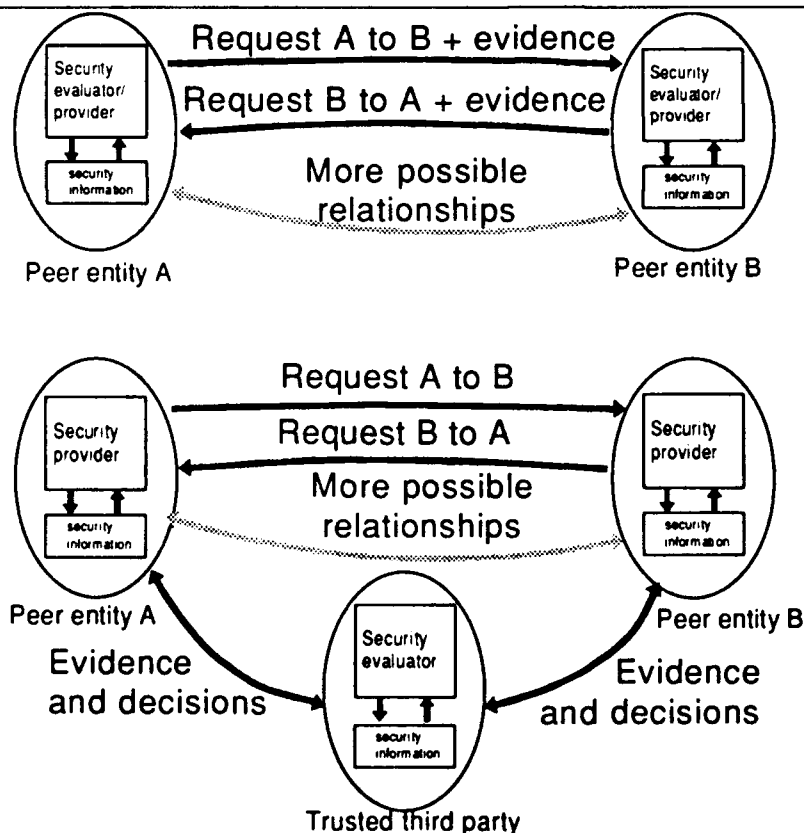 Request A to B + evidence
Security
evaluator/
provider
Security
evaluator/
provider
Request B to A + evidence
security
information
security
information
More possible
relationships
Peer entity A
Peer entity B
Request A to B
Security
provider
Security
provider
Request B to A
More possible
relationships
security
information
security
information
Peer entity A
Peer entity B
Security
evaluator
Evidence
and decisions
Evidence
and decisions
security
information
Trusted third party